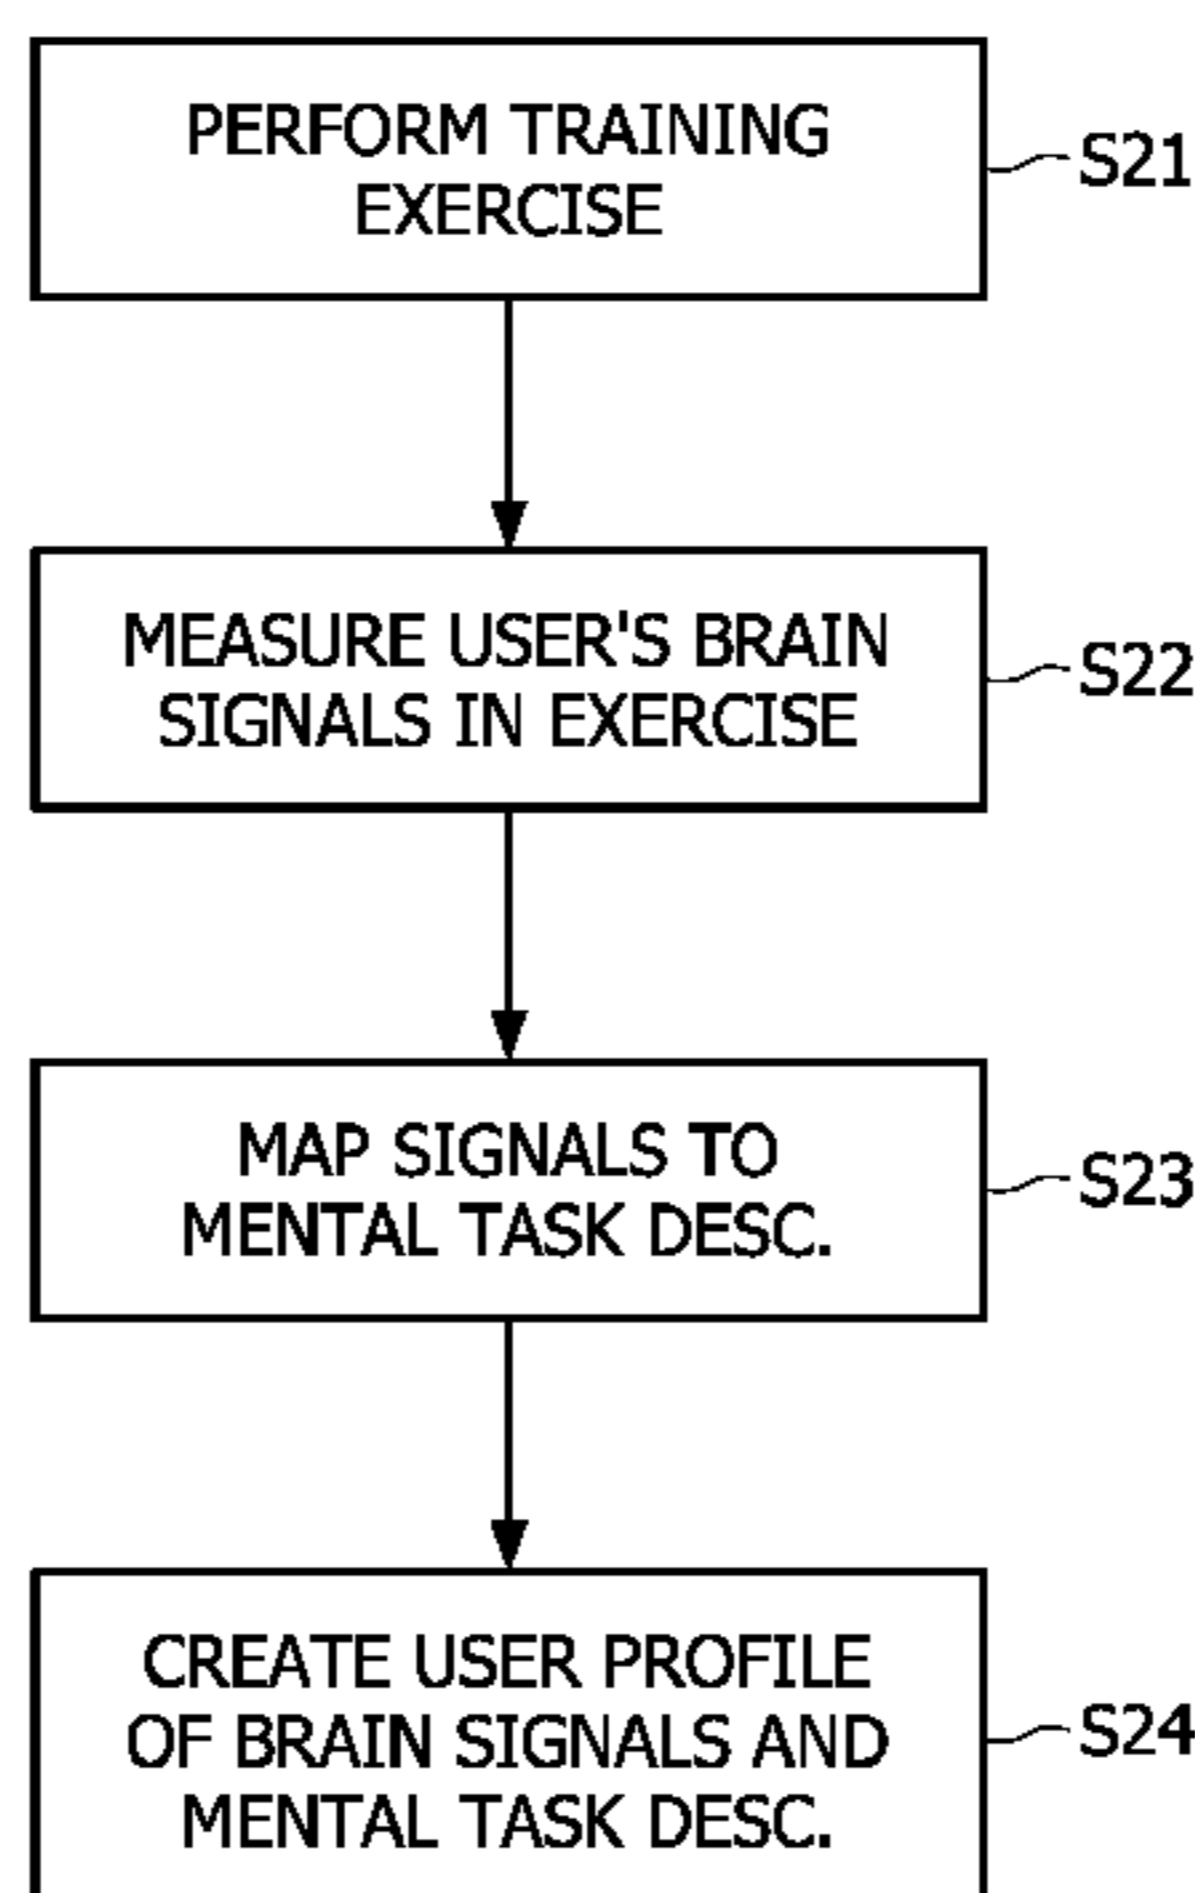 PERFORM TRAINING
EXERCISE
S21
MEASURE USER'S BRAIN
SIGNALS IN EXERCISE
S22
MAP SIGNALS TO
MENTAL TASK DESC.
S23
CREATE USER PROFILE
OF BRAIN SIGNALS AND
MENTAL TASK DESC.
S24